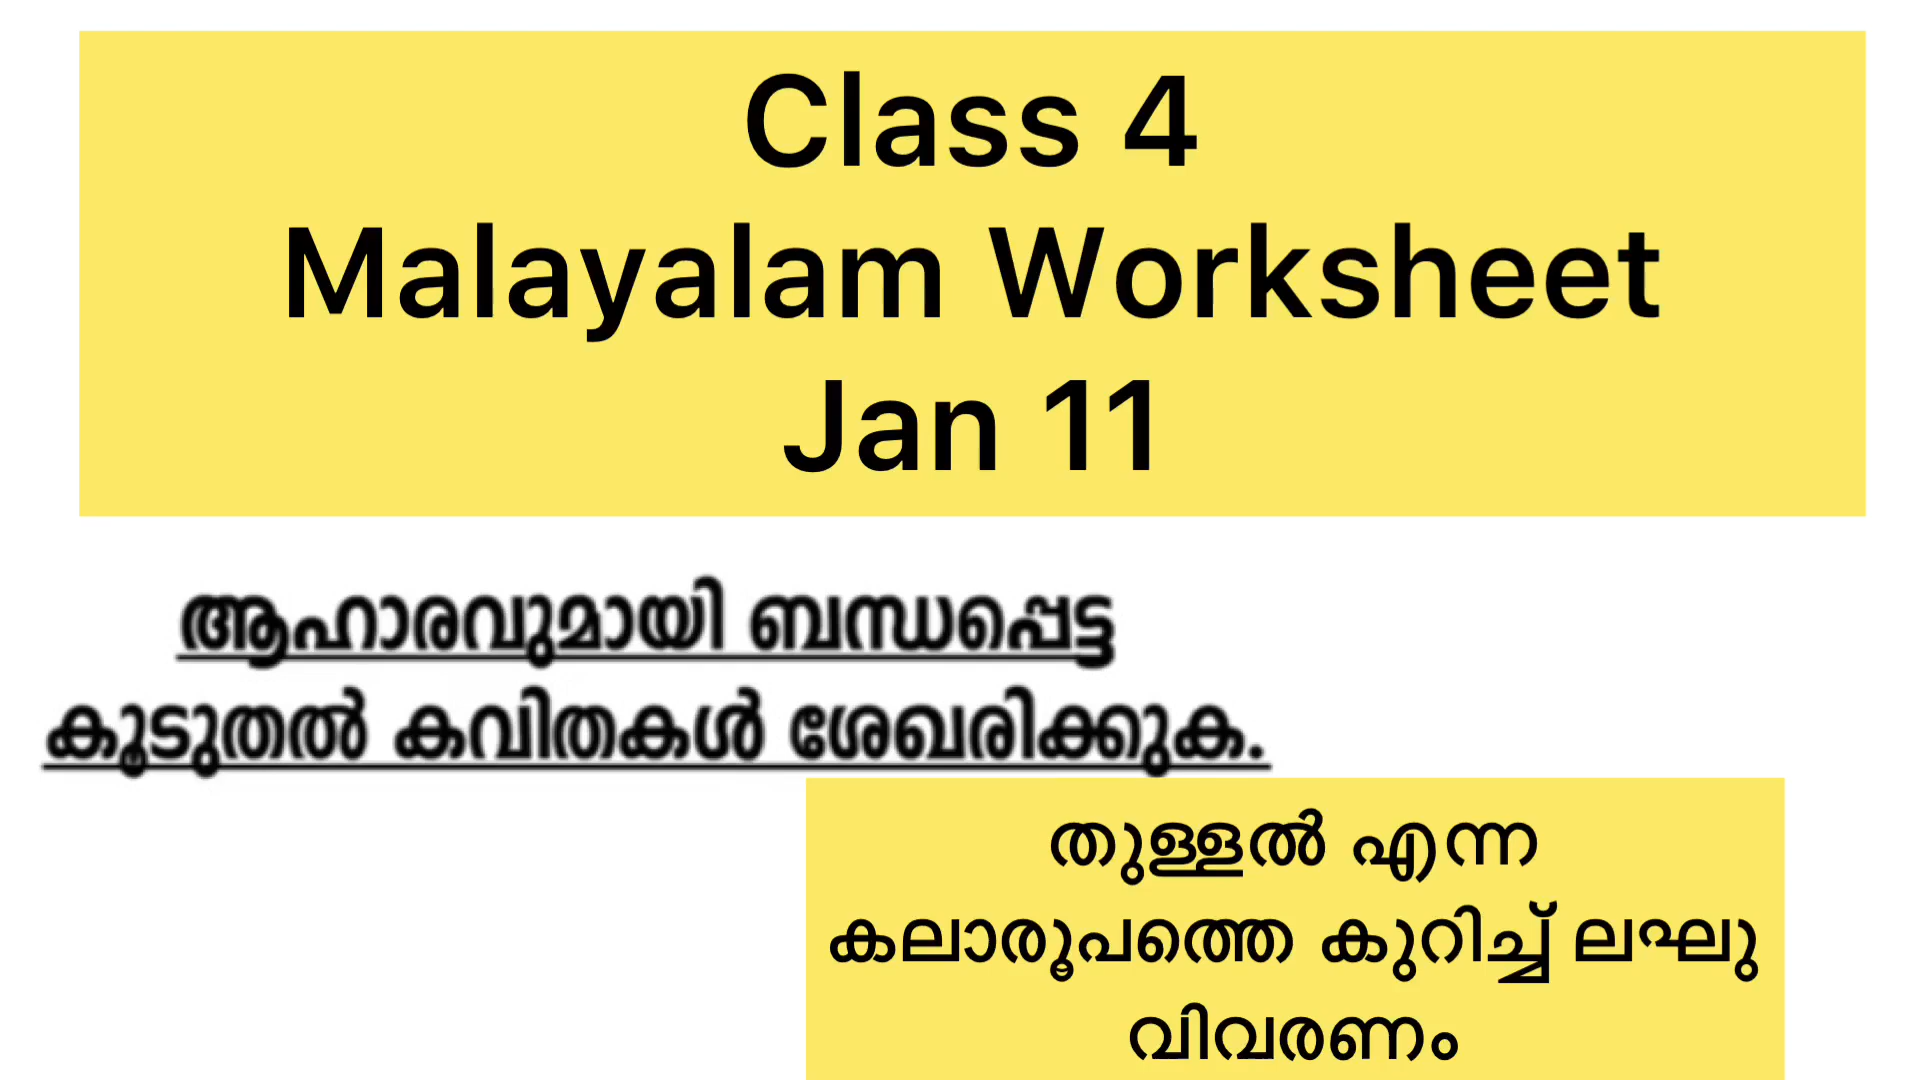 Class 4
Malayalam Worksheet
Jan 11
ആഹാരവുമായി ബന്ധപ്പെട്ട
കൂടുതൽ കവിതകൾ ശേഖരിക്കുക.
തുള്ളൽ എന്ന
കലാരൂപത്തെ കുറിച്ച് ലഘു
വിവരണം